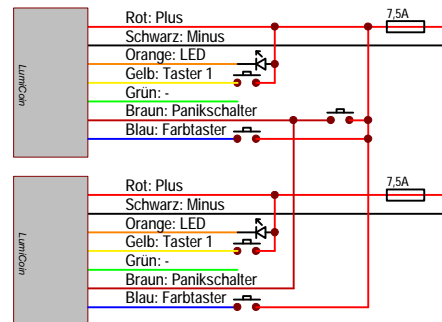 Rot: Plus
7,5A
Schwarz: Minus
Orange: LED
Gelb: Taster 1
Grün: -
Braun: Panikschalter
Blau: Farbtaster
LumiCoin
Rot: Plus
7,5A
Schwarz: Minus
Orange: LED
Gelb: Taster 1
Grün: -
Braun: Panikschalter
Blau: Farbtaster
LumiCoin